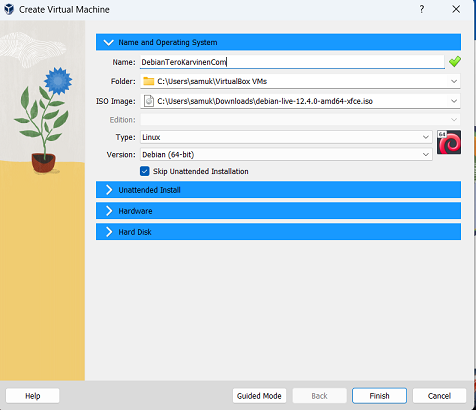 Create Virtual Machine
?
Name and Operating System
Name: DebianTeroKarvinenCom
Folder: C:\Users\samuk\VirtualBox VMs
ISO Image: C:\Users\samuk\Downloads\debian-live-12.4.0-amd64-xfce.iso
Edition:
Type: Linux
64
Version: Debian (64-bit)
Skip Unattended Installation
Unattended Install
Hardware
Hard Disk
Help Guided Mode Back Finish Cancel